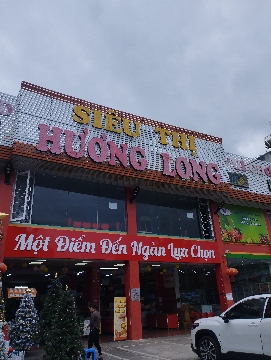 SIÊU THỊ
HƯƠNG LONG
Một Điểm Đến Ngàn Lựa Chọn